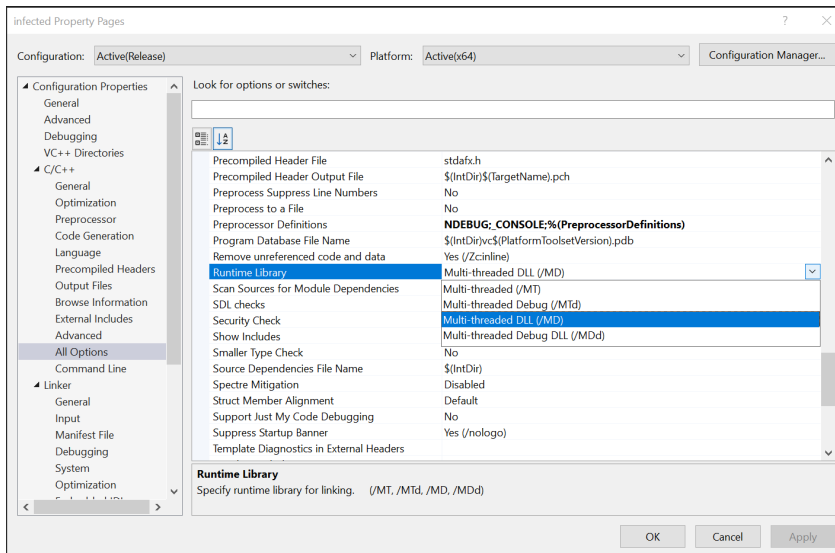 infected Property Pages
? ×
Configuration: Active(Release) Platform: Active(x64) Configuration Manager...
Configuration Properties
General
Advanced
Debugging
VC++ Directories
C/C++
General
Optimization
Preprocessor
Code Generation
Language
Precompiled Headers
Output Files
Browse Information
External Includes
Advanced
All Options
Command Line
Linker
General
Input
Manifest File
Debugging
System
Optimization
Look for options or switches:
Precompiled Header File stdafx.h
Precompiled Header Output File $(IntDir)$(TargetName).pch
Preprocess Suppress Line Numbers No
Preprocess to a File No
Preprocessor Definitions NDEBUG;_CONSOLE;%(PreprocessorDefinitions)
Program Database File Name $(IntDir)vc$(PlatformToolsetVersion).pdb
Remove unreferenced code and data Yes (/Zc:inline)
Runtime Library Multi-threaded DLL (/MD)
Scan Sources for Module Dependencies Multi-threaded (/MT)
SDL checks Multi-threaded Debug (/MTd)
Security Check Multi-threaded DLL (/MD)
Show Includes Multi-threaded Debug DLL (/MDd)
Smaller Type Check No
Source Dependencies File Name $(IntDir)
Spectre Mitigation Disabled
Struct Member Alignment Default
Support Just My Code Debugging No
Suppress Startup Banner Yes (/nologo)
Template Diagnostics in External Headers
Runtime Library
Specify runtime library for linking. (/MT, /MTd, /MD, /MDd)
OK Cancel Apply